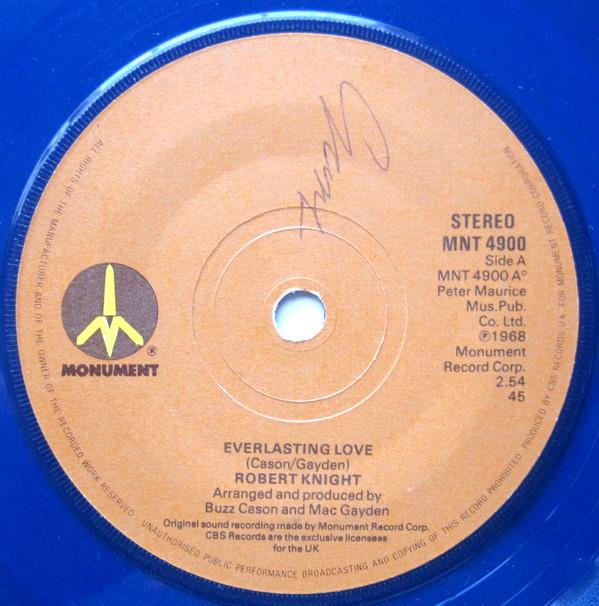 STEREO
MNT 4900
Side A
MNT 4900 A°
Peter Maurice
Mus.Pub.
Co. Ltd.
℗1968
Monument
Record Corp.
2.54
45
®
MONUMENT
EVERLASTING LOVE
(Cason/Gayden)
ROBERT KNIGHT
Arranged and produced by
Buzz Cason and Mac Gayden
Original sound recording made by Monument Record Corp.
CBS Records are the exclusive licensees
for the UK
ALL RIGHTS OF THE MANUFACTURER AND OF THE OWNER OF THE RECORDED WORK RESERVED. UNAUTHORISED PUBLIC PERFORMANCE BROADCASTING AND COPYING OF THIS RECORD PROHIBITED. PRODUCED BY CBS RECORDS U.K. FOR MONUMENT RECORD CORPORATION